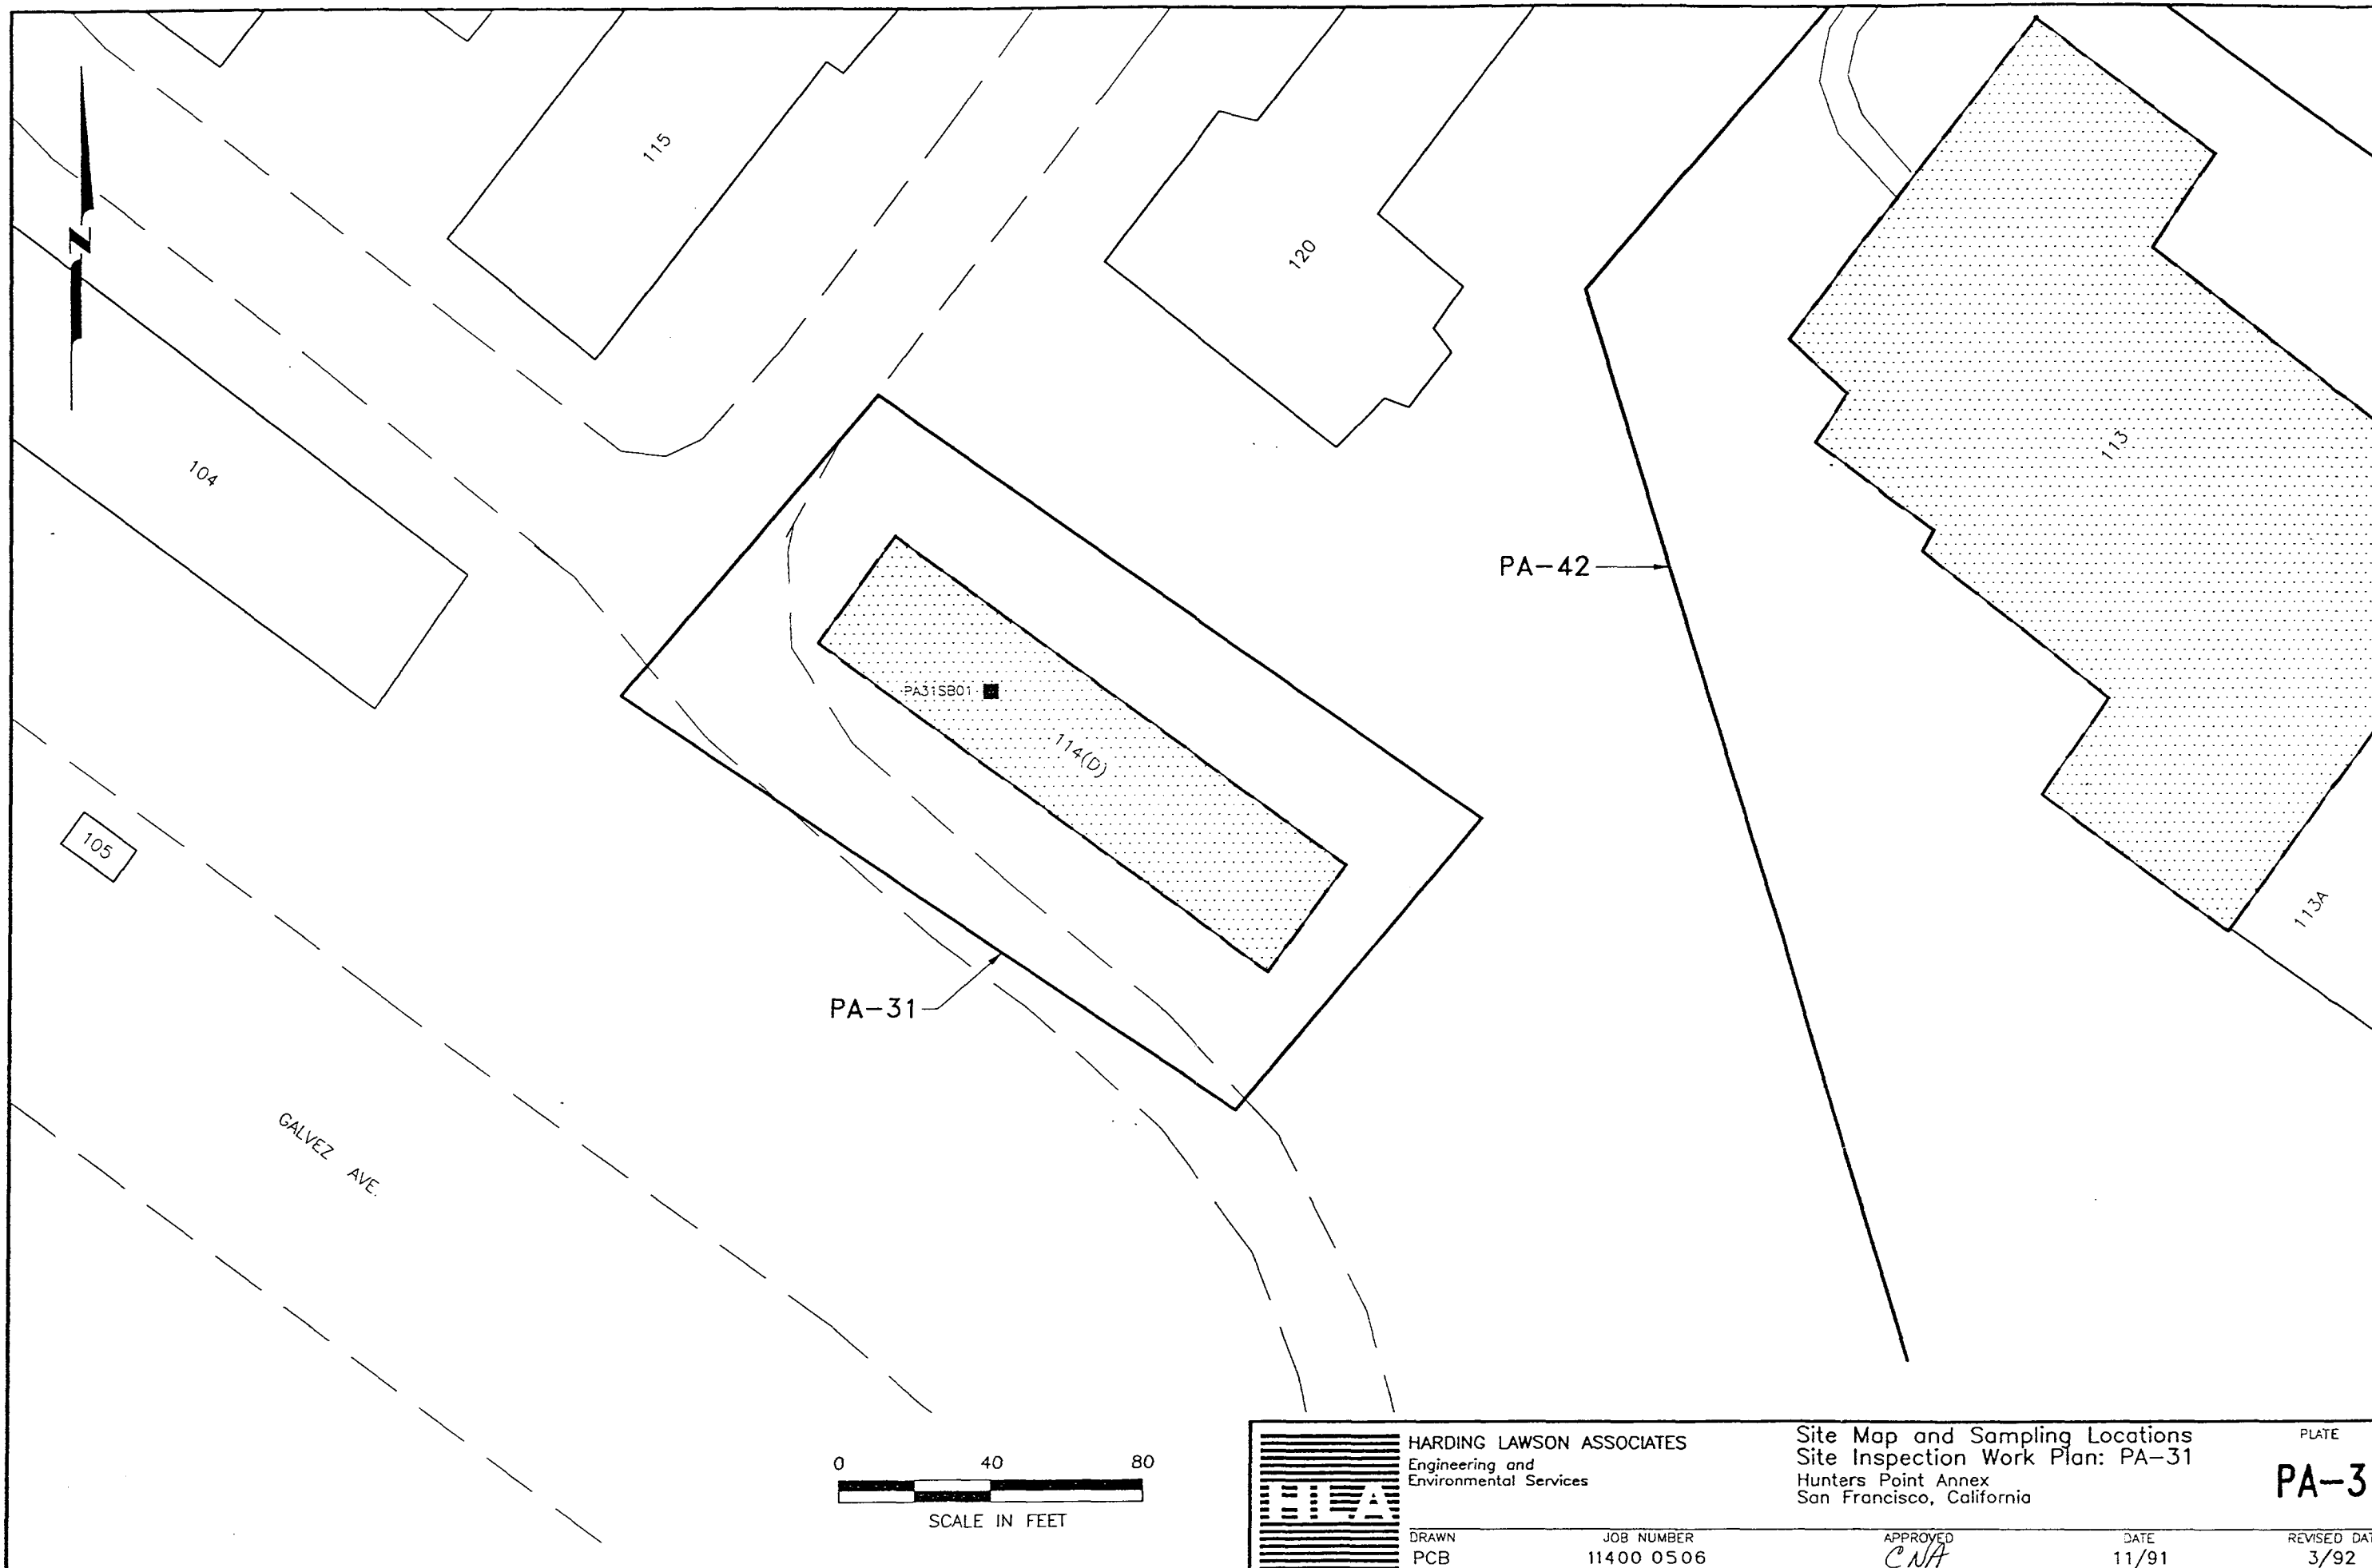 N
115
120
104
113
PA-42
PA31SB01
114(D)
105
113A
PA-31
GALVEZ AVE.
0 40 80
SCALE IN FEET
HLA
HARDING LAWSON ASSOCIATES
Engineering and
Environmental Services
Site Map and Sampling Locations
Site Inspection Work Plan: PA-31
Hunters Point Annex
San Francisco, California
PLATE
PA-3
DRAWN
PCB
JOB NUMBER
11400 0506
APPROVED
CNA
DATE
11/91
REVISED DAT
3/92